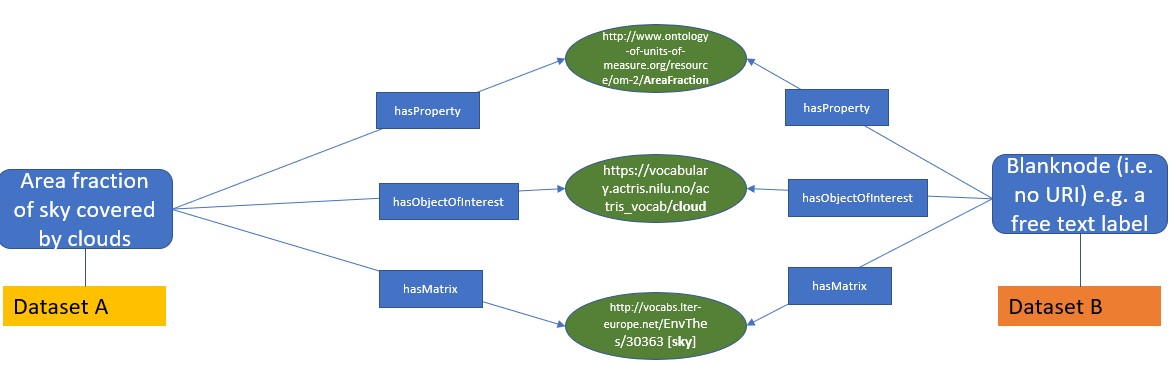 http://www.ontology
-of-units-of-
measure.org/resourc
e/om-2/AreaFraction
hasProperty
hasProperty
Area fraction
of sky covered
by clouds
https://vocabular
y.actris.nilu.no/ac
tris_vocab/cloud
Blanknode (i.e.
no URI) e.g. a
free text label
hasObjectOfInterest
hasObjectOfInterest
hasMatrix
hasMatrix
Dataset A
http://vocabs.lter-
europe.net/EnvThe
s/30363 [sky]
Dataset B